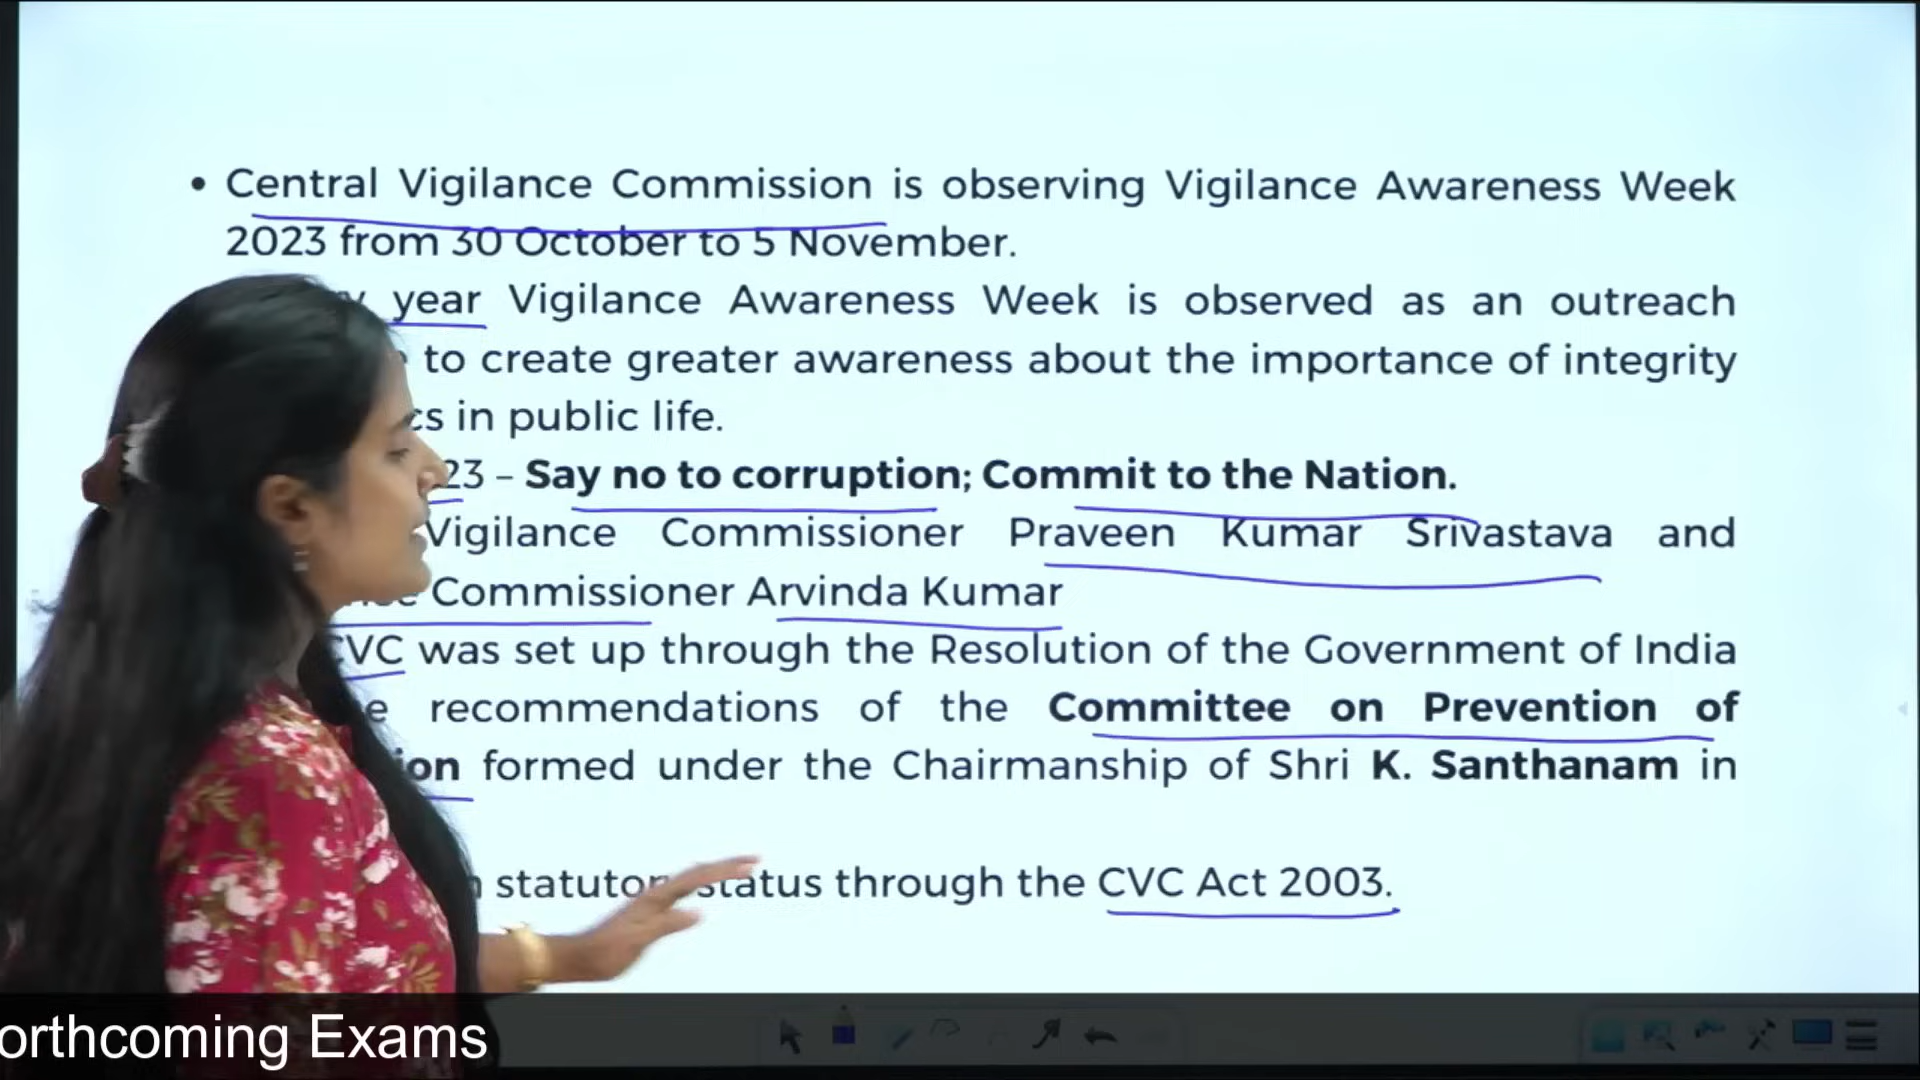 • Central Vigilance Commission is observing Vigilance Awareness Week
2023 from 30 October to 5 November.
year Vigilance Awareness Week is observed as an outreach
to create greater awareness about the importance of integrity
in public life.
23 – Say no to corruption; Commit to the Nation.
Vigilance Commissioner Praveen Kumar Srivastava and
Commissioner Arvinda Kumar
CVC was set up through the Resolution of the Government of India
recommendations of the Committee on Prevention of
formed under the Chairmanship of Shri K. Santhanam in
statutory status through the CVC Act 2003.
orthcoming Exams